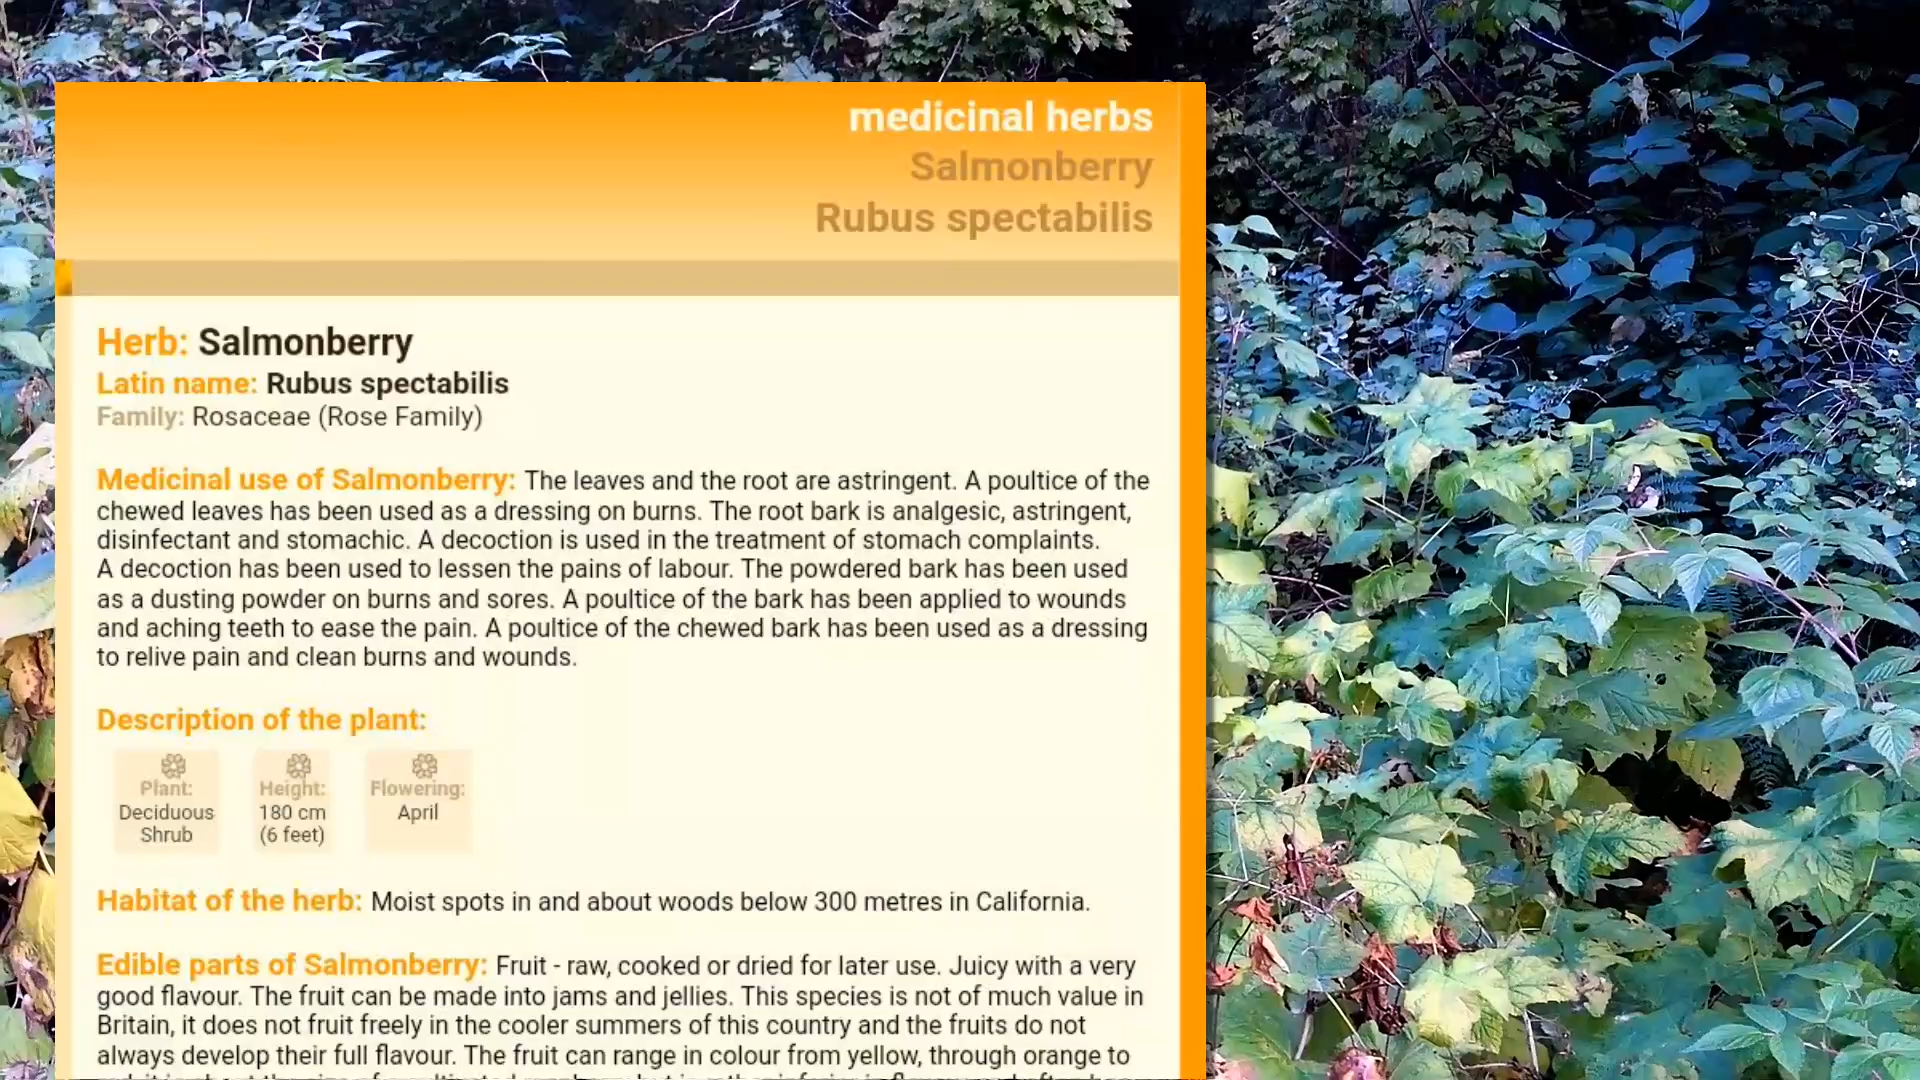 medicinal herbs
Salmonberry
Rubus spectabilis
Herb: Salmonberry
Latin name: Rubus spectabilis
Family: Rosaceae (Rose Family)
Medicinal use of Salmonberry: The leaves and the root are astringent. A poultice of the
chewed leaves has been used as a dressing on burns. The root bark is analgesic, astringent,
disinfectant and stomachic. A decoction is used in the treatment of stomach complaints.
A decoction has been used to lessen the pains of labour. The powdered bark has been used
as a dusting powder on burns and sores. A poultice of the bark has been applied to wounds
and aching teeth to ease the pain. A poultice of the chewed bark has been used as a dressing
to relive pain and clean burns and wounds.
Description of the plant:
Plant:
Deciduous
Shrub
Height:
180 cm
(6 feet)
Flowering:
April
Habitat of the herb: Moist spots in and about woods below 300 metres in California.
Edible parts of Salmonberry: Fruit - raw, cooked or dried for later use. Juicy with a very
good flavour. The fruit can be made into jams and jellies. This species is not of much value in
Britain, it does not fruit freely in the cooler summers of this country and the fruits do not
always develop their full flavour. The fruit can range in colour from yellow, through orange to